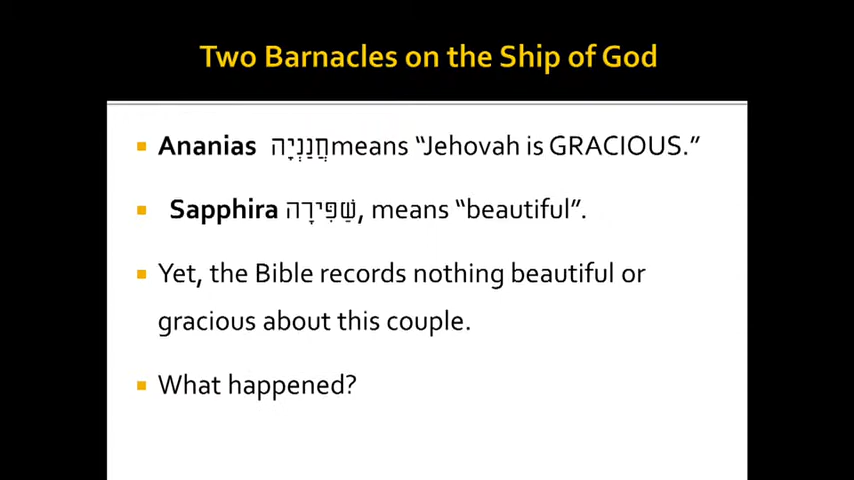 Two Barnacles on the Ship of God
Ananias חֲנַנְיָה means “Jehovah is GRACIOUS.”
Sapphira שַׁפִּירָה, means “beautiful”.
Yet, the Bible records nothing beautiful or
gracious about this couple.
What happened?